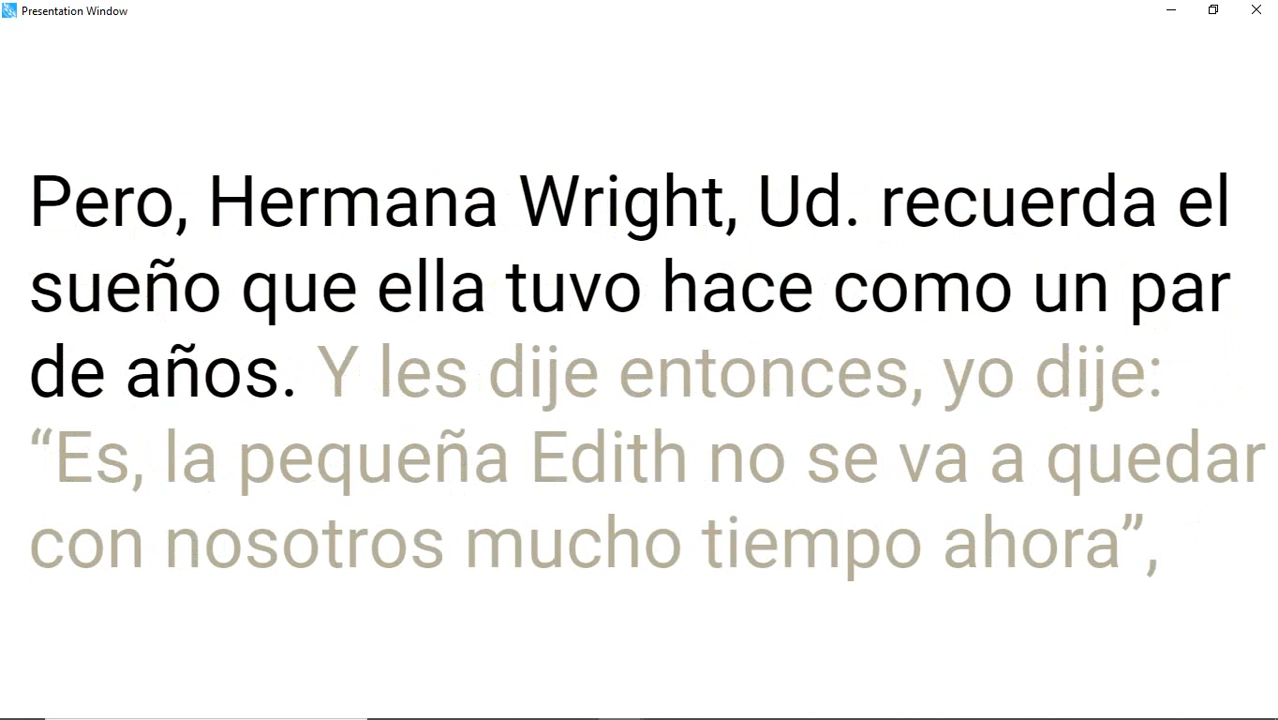 Presentation Window
Pero, Hermana Wright, Ud. recuerda el
sueño que ella tuvo hace como un par
de años. Y les dije entonces, yo dije:
“Es, la pequeña Edith no se va a quedar
con nosotros mucho tiempo ahora”,